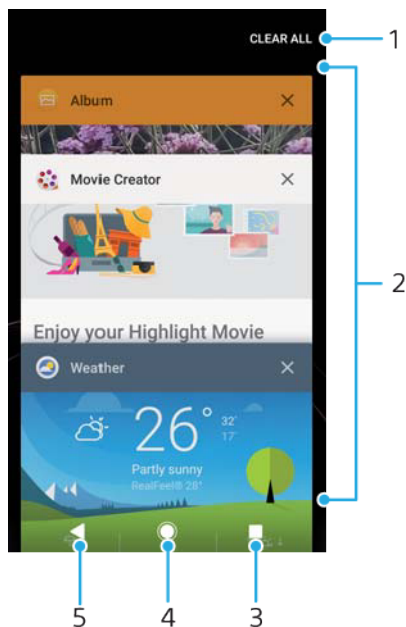 CLEAR ALL
1
Album
Movie Creator
2
Enjoy your Highlight Movie
Weather
26°
32°
17°
Partly sunny
RealFeel® 28°
5
4
3